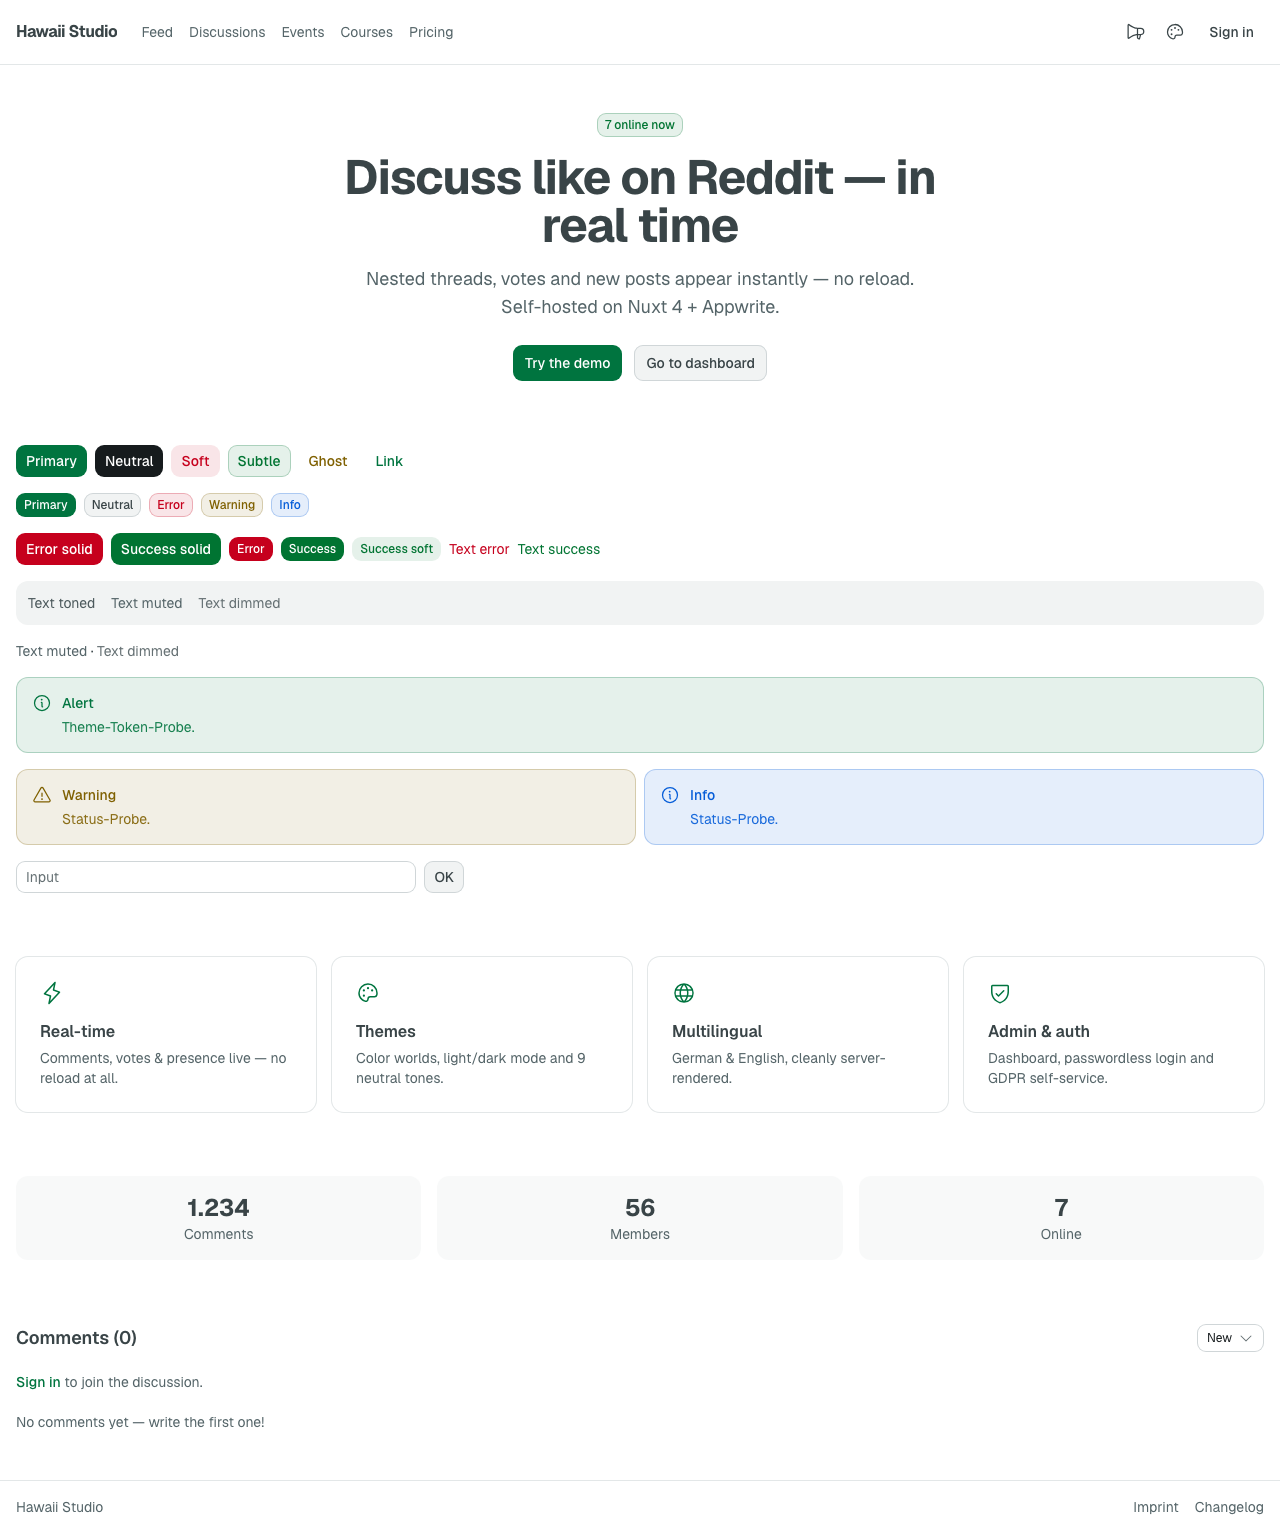 Hawaii Studio
Feed
Discussions
Events
Courses
Pricing
Sign in
7 online now
Discuss like on Reddit — in
real time
Nested threads, votes and new posts appear instantly — no reload.
Self-hosted on Nuxt 4 + Appwrite.
Try the demo
Go to dashboard
Primary
Neutral
Soft
Subtle
Ghost
Link
Primary
Neutral
Error
Warning
Info
Error solid
Success solid
Error
Success
Success soft
Text error
Text success
Text toned
Text muted
Text dimmed
Text muted · Text dimmed
Alert
Theme-Token-Probe.
Warning
Status-Probe.
Info
Status-Probe.
Input
OK
Real-time
Comments, votes & presence live — no
reload at all.
Themes
Color worlds, light/dark mode and 9
neutral tones.
Multilingual
German & English, cleanly server-
rendered.
Admin & auth
Dashboard, passwordless login and
GDPR self-service.
1.234
Comments
56
Members
7
Online
Comments (0)
New
Sign in to join the discussion.
No comments yet — write the first one!
Hawaii Studio
Imprint
Changelog